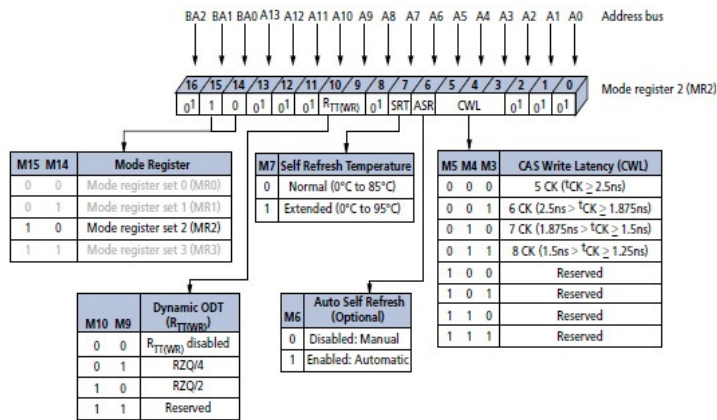 BA2 BA1 BA0 A13 A12 A11 A10 A9 A8 A7 A6 A5 A4 A3 A2 A1 A0 Address bus
16 15 14 13 12 11 10 9 8 7 6 5 4 3 2 1 0 Mode register 2 (MR2)
0¹ 1 0 0¹ 0¹ 0¹ RTT(WR) 0¹ SRT ASR CWL 0¹ 0¹ 0¹
M15 M14 Mode Register
0 0 Mode register set 0 (MR0)
0 1 Mode register set 1 (MR1)
1 0 Mode register set 2 (MR2)
1 1 Mode register set 3 (MR3)
M7 Self Refresh Temperature
0 Normal (0°C to 85°C)
1 Extended (0°C to 95°C)
M5 M4 M3 CAS Write Latency (CWL)
0 0 0 5 CK (tCK ≥ 2.5ns)
0 0 1 6 CK (2.5ns > tCK ≥ 1.875ns)
0 1 0 7 CK (1.875ns > tCK ≥ 1.5ns)
0 1 1 8 CK (1.5ns > tCK ≥ 1.25ns)
1 0 0 Reserved
1 0 1 Reserved
1 1 0 Reserved
1 1 1 Reserved
M10 M9 Dynamic ODT
(RTT(WR))
0 0 RTT(WR) disabled
0 1 RZQ/4
1 0 RZQ/2
1 1 Reserved
M6 Auto Self Refresh
(Optional)
0 Disabled: Manual
1 Enabled: Automatic